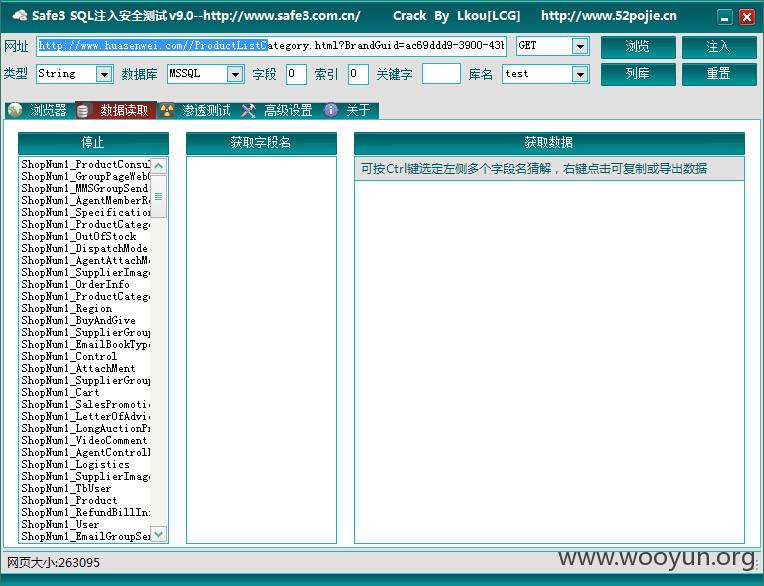 Safe3 SQL注入安全测试 v9.0--http://www.safe3.com.cn/ Crack By Lkou[LCG] http://www.52pojie.cn
网址 http://www.huasenwei.com//ProductListCategory.html?BrandGuid=ac69ddd9-3900-43 GET 浏览 注入
类型 String 数据库 MSSQL 字段 0 索引 0 关键字 库名 test 列库 重置
浏览器 数据读取 渗透测试 高级设置 关于
停止 获取字段名 获取数据
可按Ctrl键选定左侧多个字段名猜解，右键点击可复制或导出数据
ShopNum1_ProductConsu
ShopNum1_GroupPageWeb
ShopNum1_MMSGroupSend
ShopNum1_AgentMemberR
ShopNum1_Specification
ShopNum1_ProductCatego
ShopNum1_OutOfStock
ShopNum1_DispatchMode
ShopNum1_AgentAttachM
ShopNum1_SupplierImage
ShopNum1_OrderInfo
ShopNum1_ProductCatego
ShopNum1_Region
ShopNum1_BuyAndGive
ShopNum1_SupplierGroup
ShopNum1_EmailBookType
ShopNum1_Control
ShopNum1_AttachMent
ShopNum1_SupplierGroup
ShopNum1_Cart
ShopNum1_SalesPromoti
ShopNum1_LetterOfAdvi
ShopNum1_LongAuctionP
ShopNum1_VideoComment
ShopNum1_AgentControl
ShopNum1_Logistics
ShopNum1_SupplierImage
ShopNum1_TbUser
ShopNum1_Product
ShopNum1_RefundBillIn
ShopNum1_User
ShopNum1_EmailGroupSe
网页大小:263095
www.wooyun.org